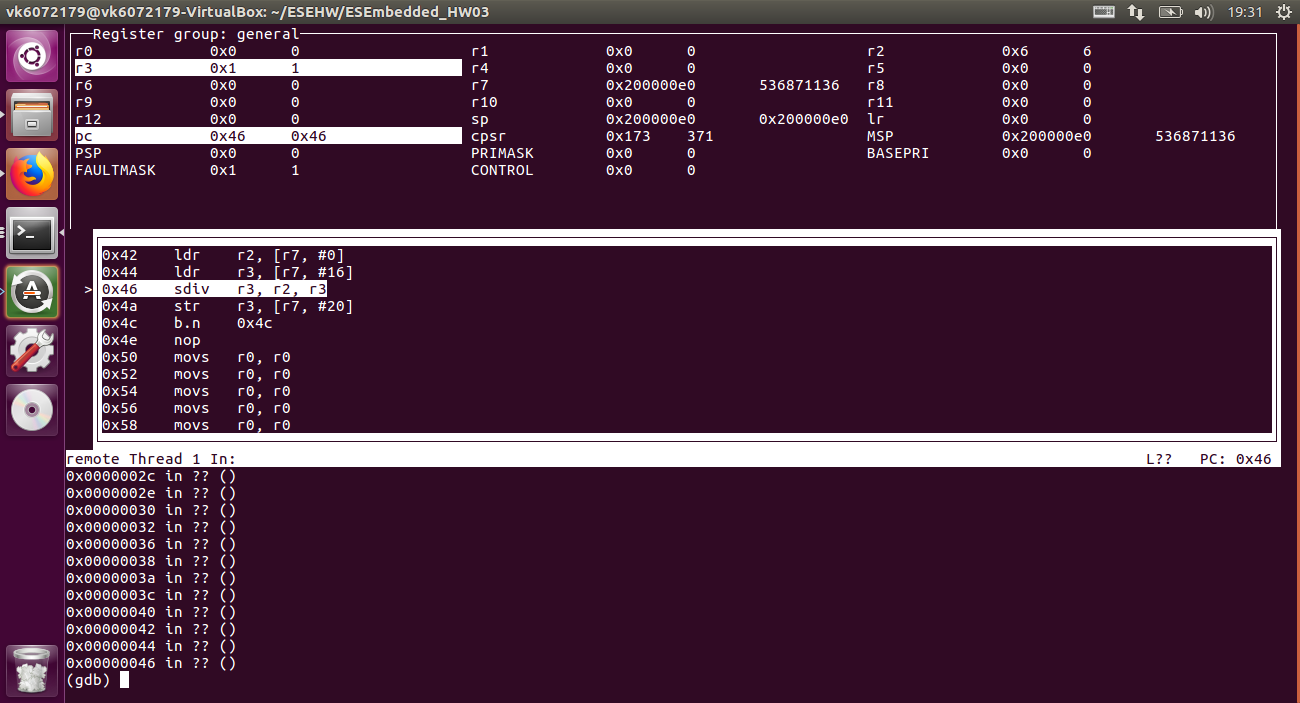 vk6072179@vk6072179-VirtualBox: ~/ESEHW/ESEmbedded_HW03 19:31
Register group: general
r0 0x0 0 r1 0x0 0 r2 0x6 6
r3 0x1 1 r4 0x0 0 r5 0x0 0
r6 0x0 0 r7 0x200000e0 536871136 r8 0x0 0
r9 0x0 0 r10 0x0 0 r11 0x0 0
r12 0x0 0 sp 0x200000e0 0x200000e0 lr 0x0 0
pc 0x46 0x46 cpsr 0x173 371 MSP 0x200000e0 536871136
PSP 0x0 0 PRIMASK 0x0 0 BASEPRI 0x0 0
FAULTMASK 0x1 1 CONTROL 0x0 0
0x42 ldr r2, [r7, #0]
0x44 ldr r3, [r7, #16]
> 0x46 sdiv r3, r2, r3
0x4a str r3, [r7, #20]
0x4c b.n 0x4c
0x4e nop
0x50 movs r0, r0
0x52 movs r0, r0
0x54 movs r0, r0
0x56 movs r0, r0
0x58 movs r0, r0
remote Thread 1 In: L?? PC: 0x46
0x0000002c in ?? ()
0x0000002e in ?? ()
0x00000030 in ?? ()
0x00000032 in ?? ()
0x00000036 in ?? ()
0x00000038 in ?? ()
0x0000003a in ?? ()
0x0000003c in ?? ()
0x00000040 in ?? ()
0x00000042 in ?? ()
0x00000044 in ?? ()
0x00000046 in ?? ()
(gdb)